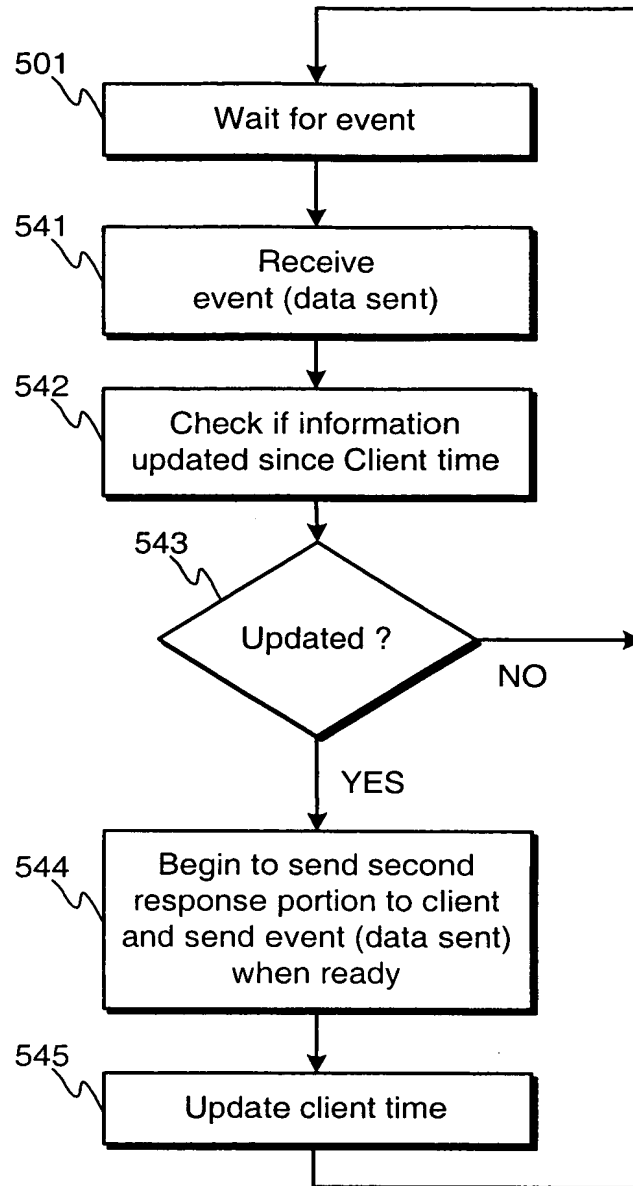 501
Wait for event
541
Receive
event (data sent)
542
Check if information
updated since Client time
543
Updated ?
NO
YES
544
Begin to send second
response portion to client
and send event (data sent)
when ready
545
Update client time